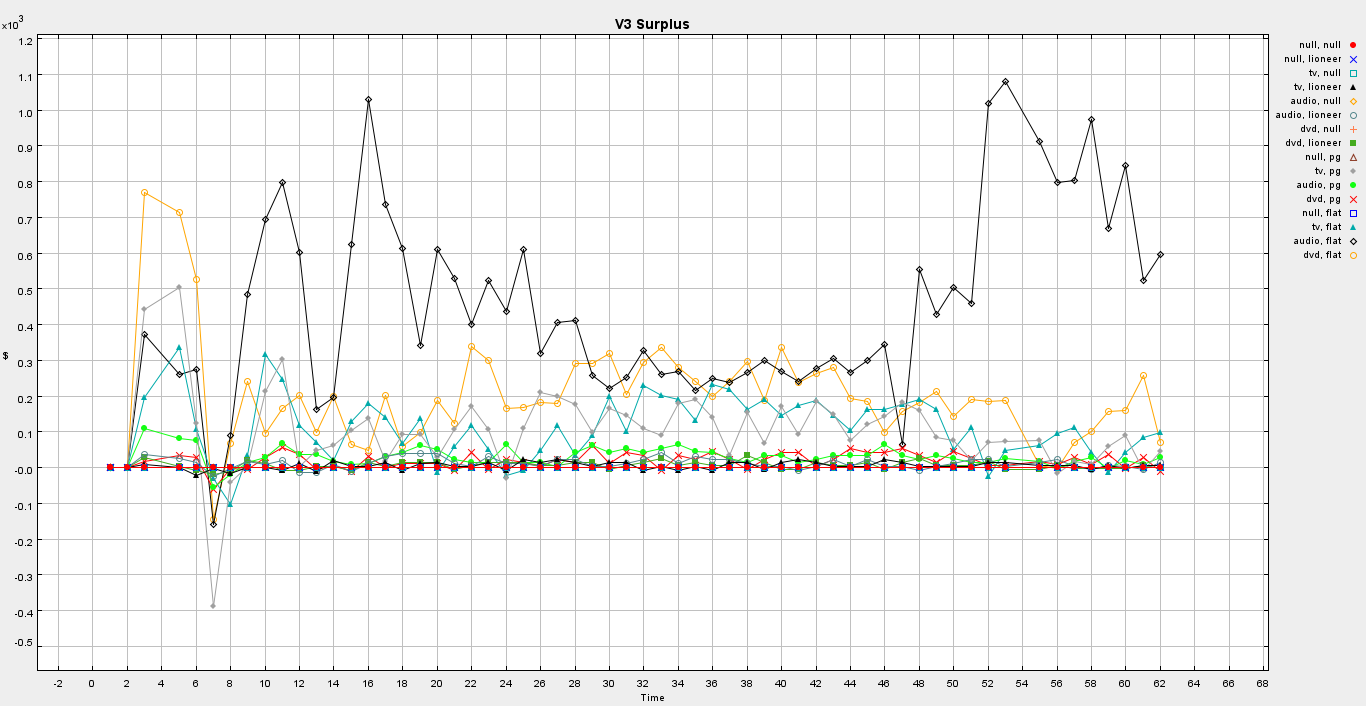 V3 Surplus
x10^3
1.2
1.1
1.0
0.9
0.8
0.7
0.6
0.5
0.4
0.3
0.2
0.1
-0.0
-0.1
-0.2
-0.3
-0.4
-0.5
$
-2 0 2 4 6 8 10 12 14 16 18 20 22 24 26 28 30 32 34 36 38 40 42 44 46 48 50 52 54 56 58 60 62 64 66 68
Time
null, null
null, lioneer
tv, null
tv, lioneer
audio, null
audio, lioneer
dvd, null
dvd, lioneer
null, pg
tv, pg
audio, pg
dvd, pg
null, flat
tv, flat
audio, flat
dvd, flat